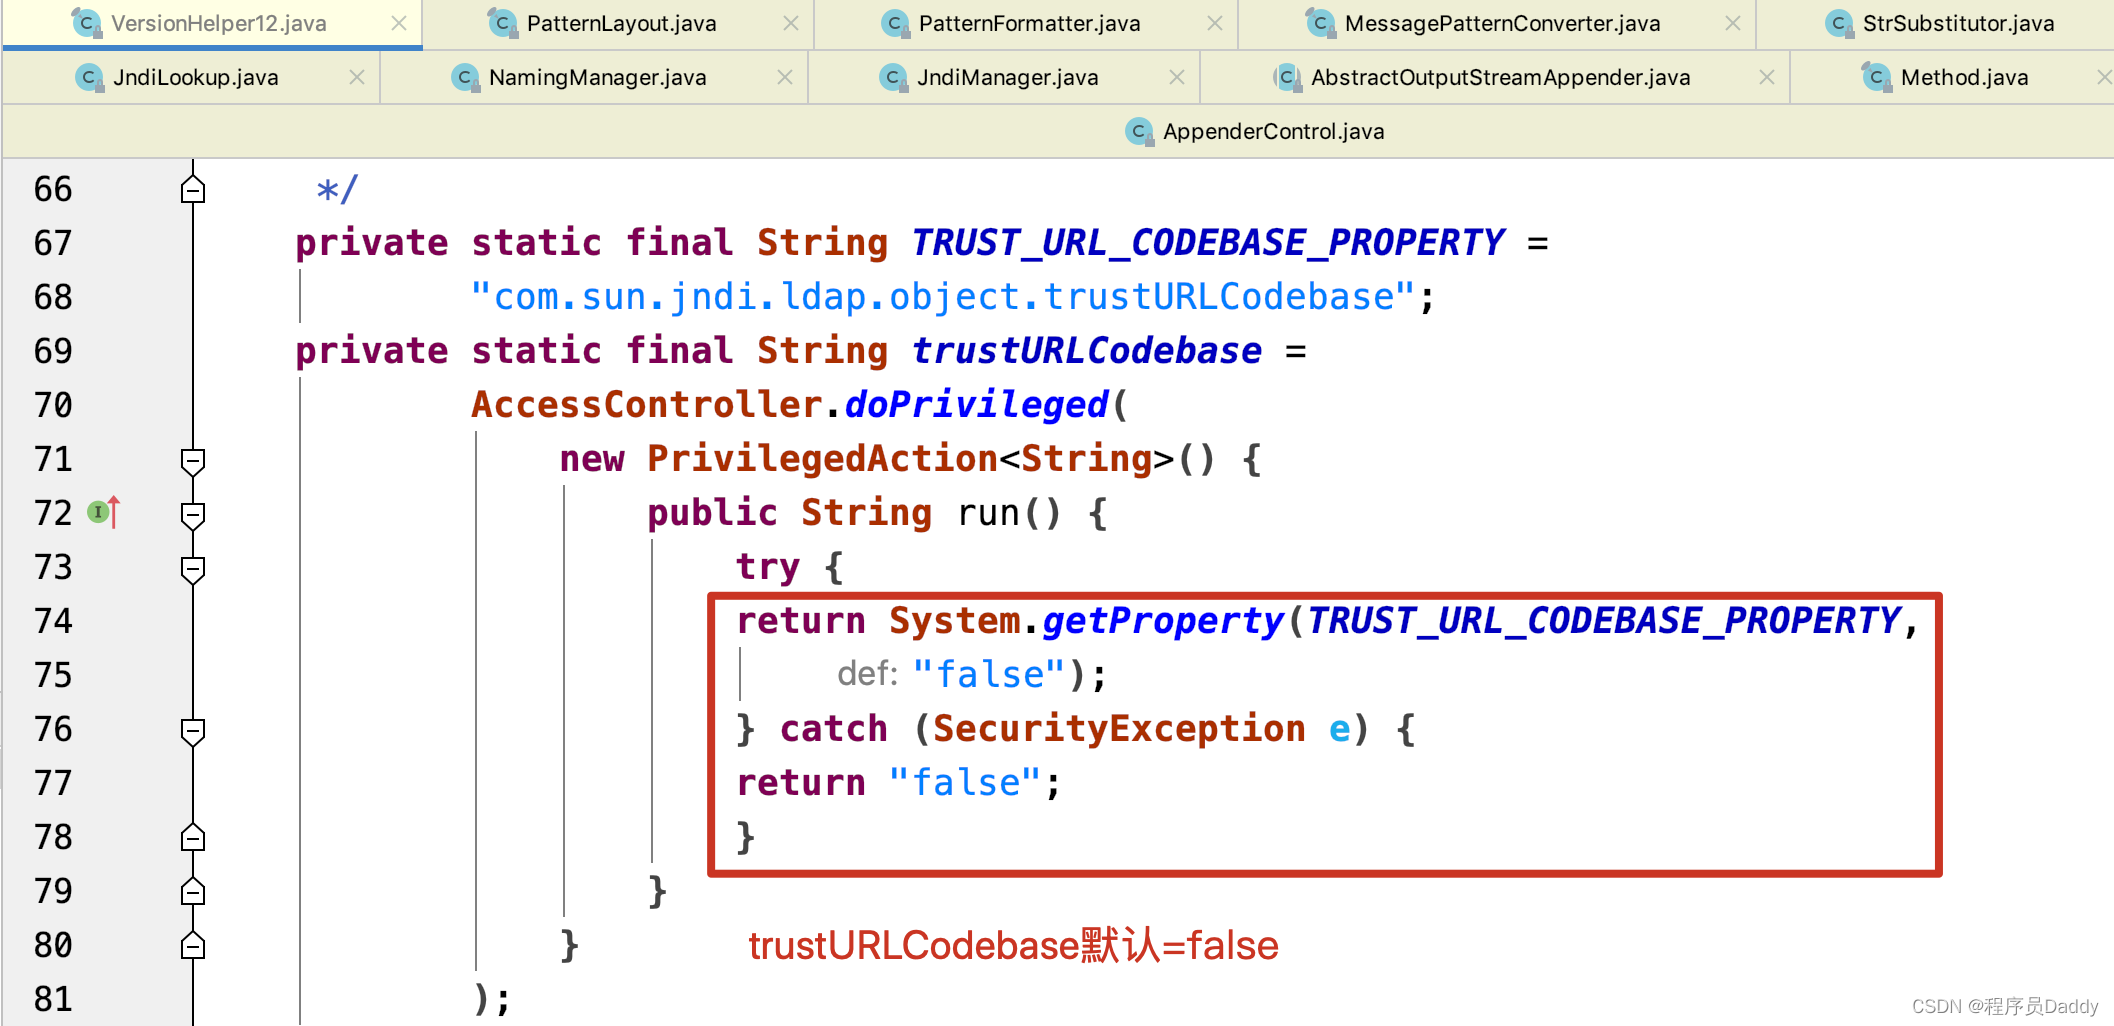 VersionHelper12.java PatternLayout.java PatternFormatter.java MessagePatternConverter.java StrSubstitutor.java
JndiLookup.java NamingManager.java JndiManager.java AbstractOutputStreamAppender.java Method.java
AppenderControl.java
66 */
67 private static final String TRUST_URL_CODEBASE_PROPERTY =
68 "com.sun.jndi.ldap.object.trustURLCodebase";
69 private static final String trustURLCodebase =
70 AccessController.doPrivileged(
71 new PrivilegedAction<String>() {
72 public String run() {
73 try {
74 return System.getProperty(TRUST_URL_CODEBASE_PROPERTY,
75 def: "false");
76 } catch (SecurityException e) {
77 return "false";
78 }
79 }
80 } trustURLCodebase默认=false
81 );
CSDN @程序员Daddy